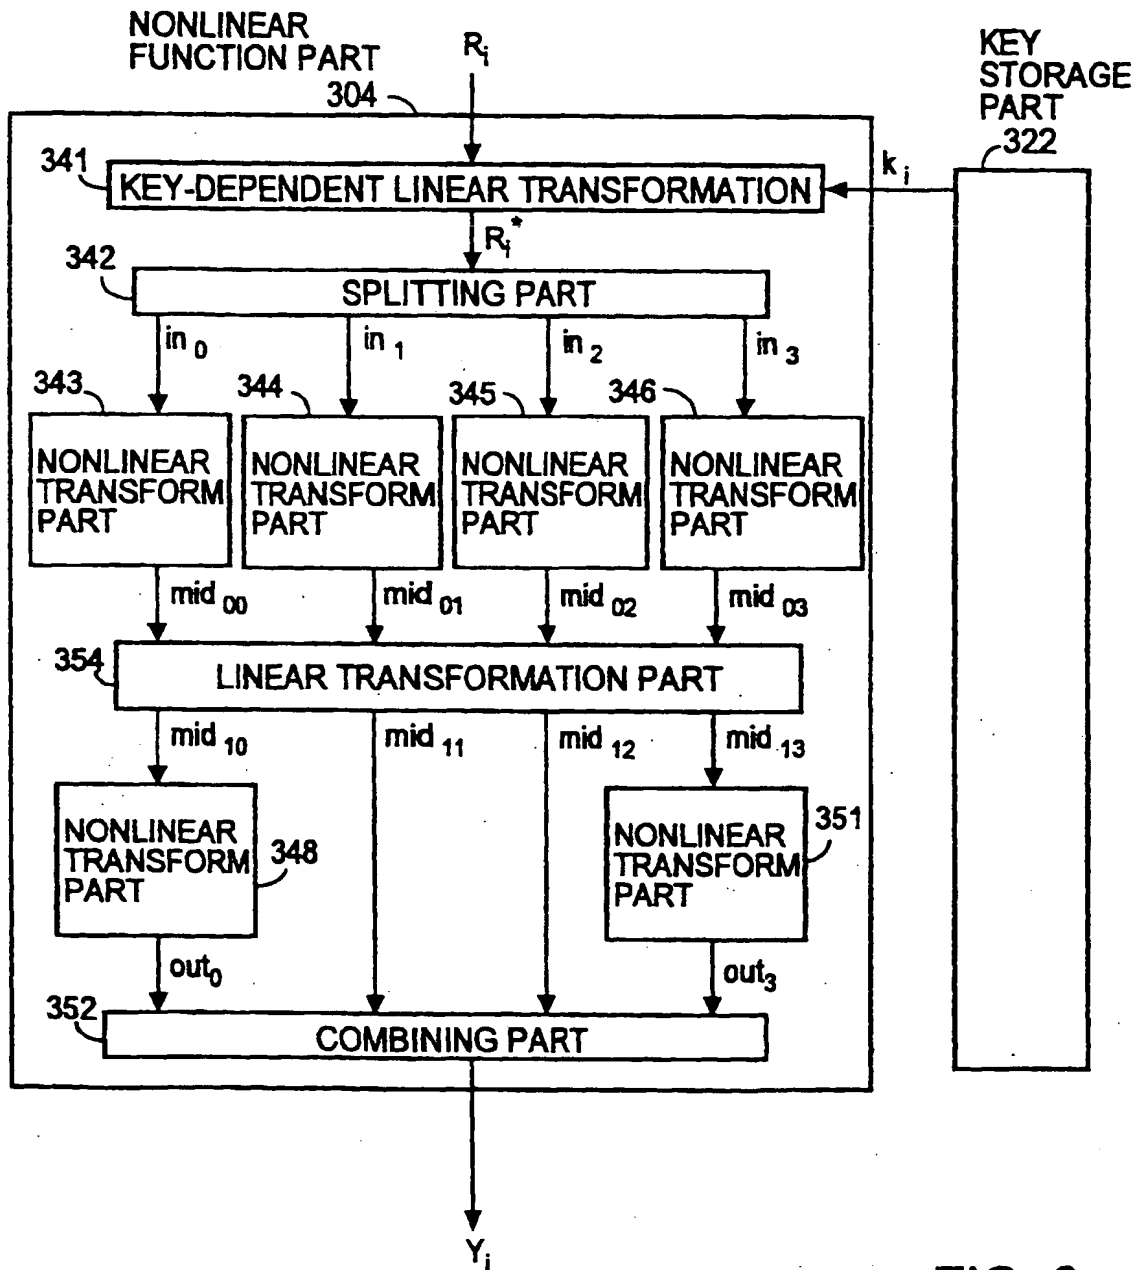 NONLINEAR
FUNCTION PART
304
R_i
KEY
STORAGE
PART
322
341
KEY-DEPENDENT LINEAR TRANSFORMATION
k_i
R_i*
342
SPLITTING PART
in_0
in_1
in_2
in_3
343
344
345
346
NONLINEAR
TRANSFORM
PART
NONLINEAR
TRANSFORM
PART
NONLINEAR
TRANSFORM
PART
NONLINEAR
TRANSFORM
PART
mid_00
mid_01
mid_02
mid_03
354
LINEAR TRANSFORMATION PART
mid_10
mid_11
mid_12
mid_13
NONLINEAR
TRANSFORM
PART
348
NONLINEAR
TRANSFORM
PART
351
out_0
out_3
352
COMBINING PART
Y_i